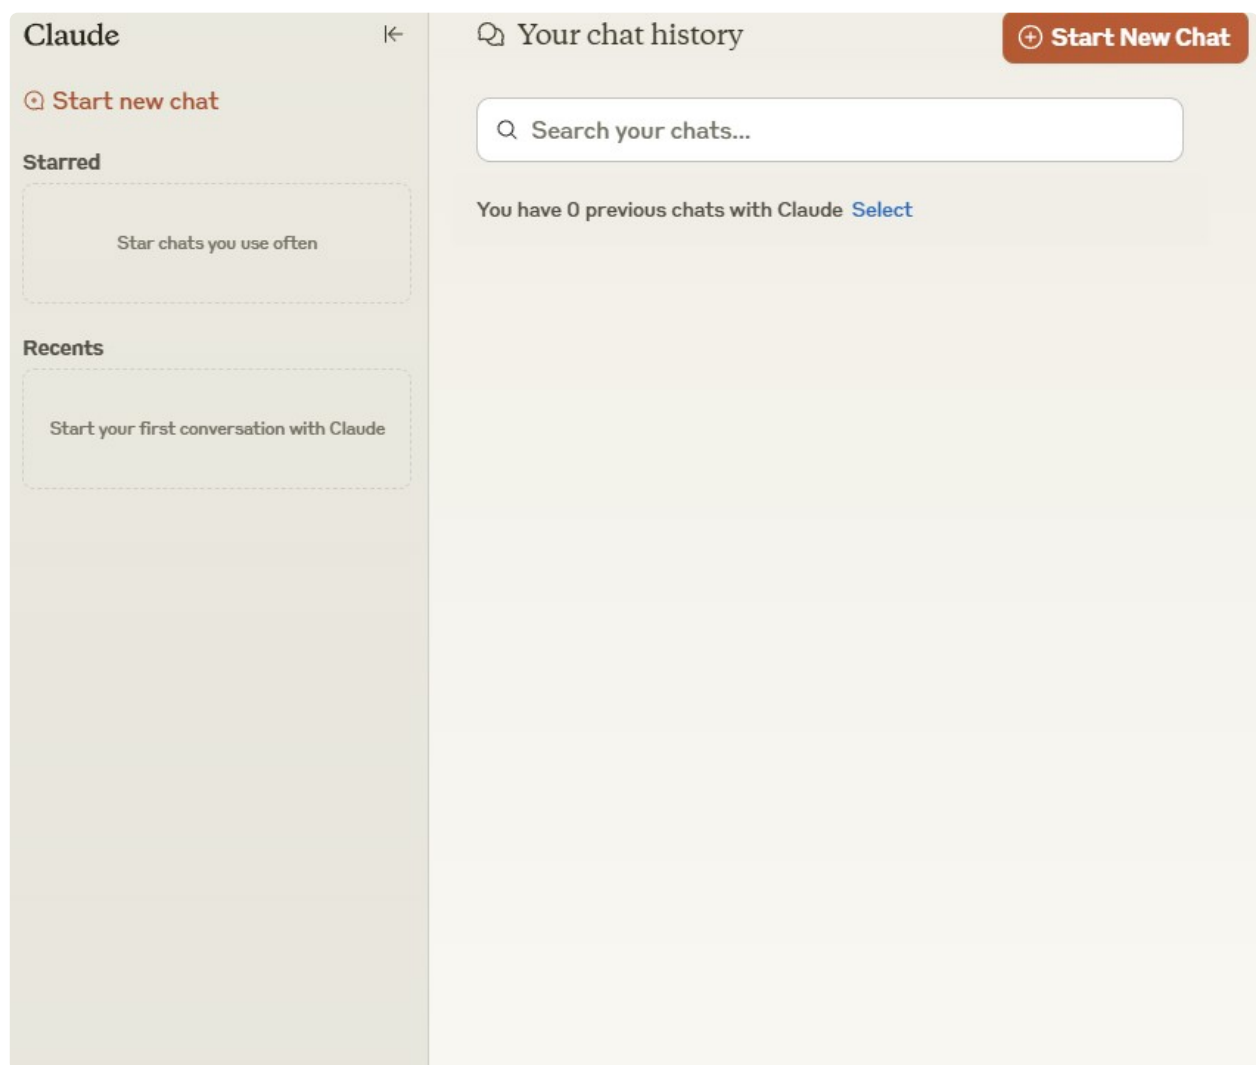 Claude
Start new chat
Starred
Star chats you use often
Recents
Start your first conversation with Claude
Your chat history
Start New Chat
Search your chats...
You have 0 previous chats with Claude Select